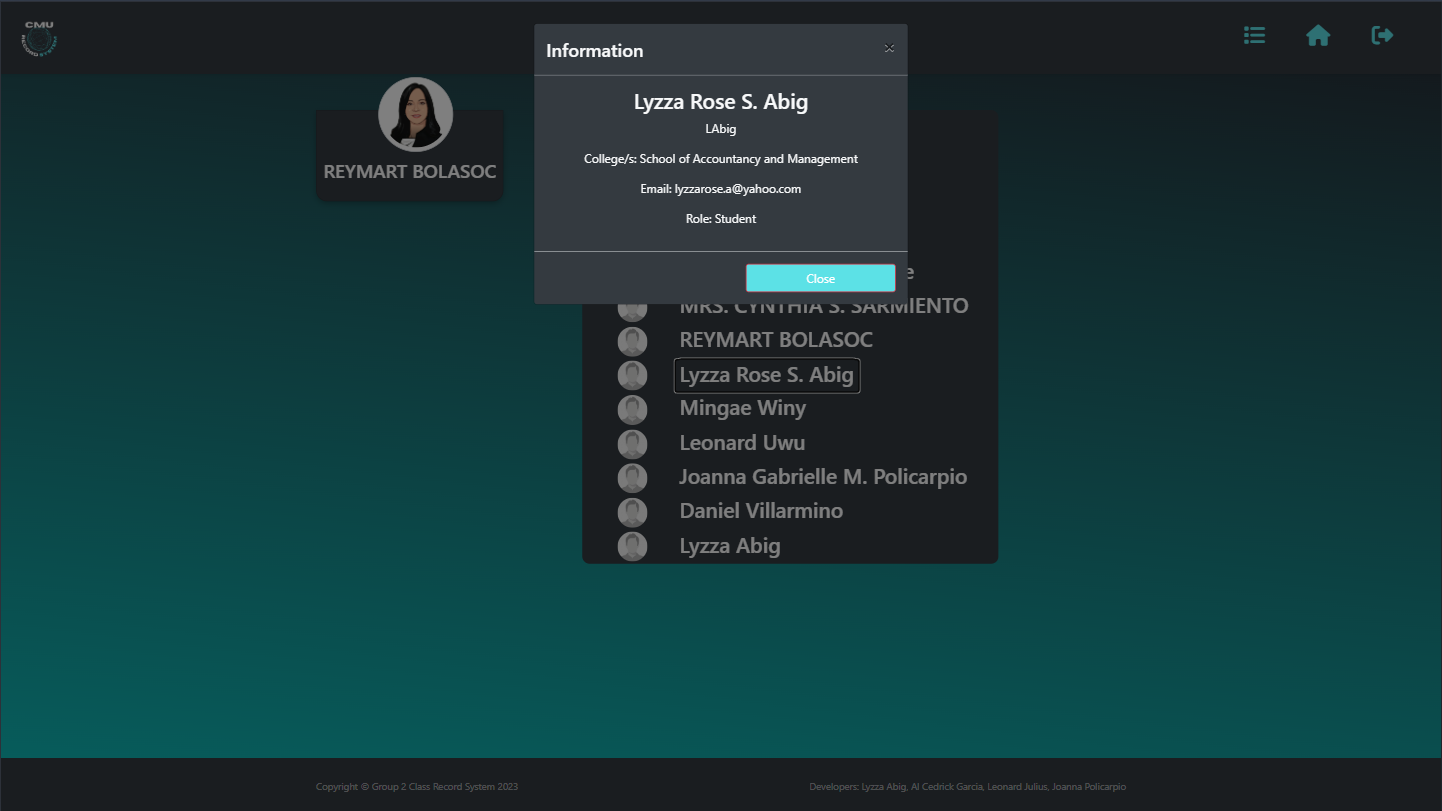 CMU
RECORD SYSTEM
Information
×
Lyzza Rose S. Abig
LAbig
College/s: School of Accountancy and Management
Email: lyzzarose.a@yahoo.com
Role: Student
Close
REYMART BOLASOC
e
MRS. CYNTHIA S. SARMIENTO
REYMART BOLASOC
Lyzza Rose S. Abig
Mingae Winy
Leonard Uwu
Joanna Gabrielle M. Policarpio
Daniel Villarmino
Lyzza Abig
Copyright © Group 2 Class Record System 2023
Developers: Lyzza Abig, Al Cedrick Garcia, Leonard Julius, Joanna Policarpio